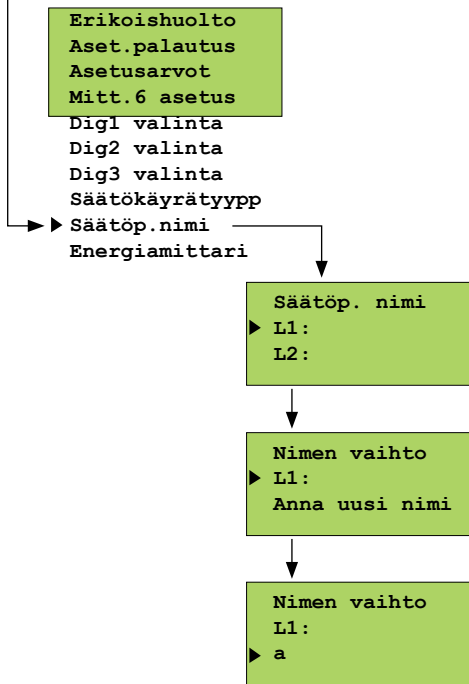 Erikoishuolto
Aset.palautus
Asetusarvot
Mitt.6 asetus
Dig1 valinta
Dig2 valinta
Dig3 valinta
Säätökäyrätyypp
Säätöp.nimi
Energiamittari
Säätöp. nimi
L1:
L2:
Nimen vaihto
L1:
Anna uusi nimi
Nimen vaihto
L1:
a